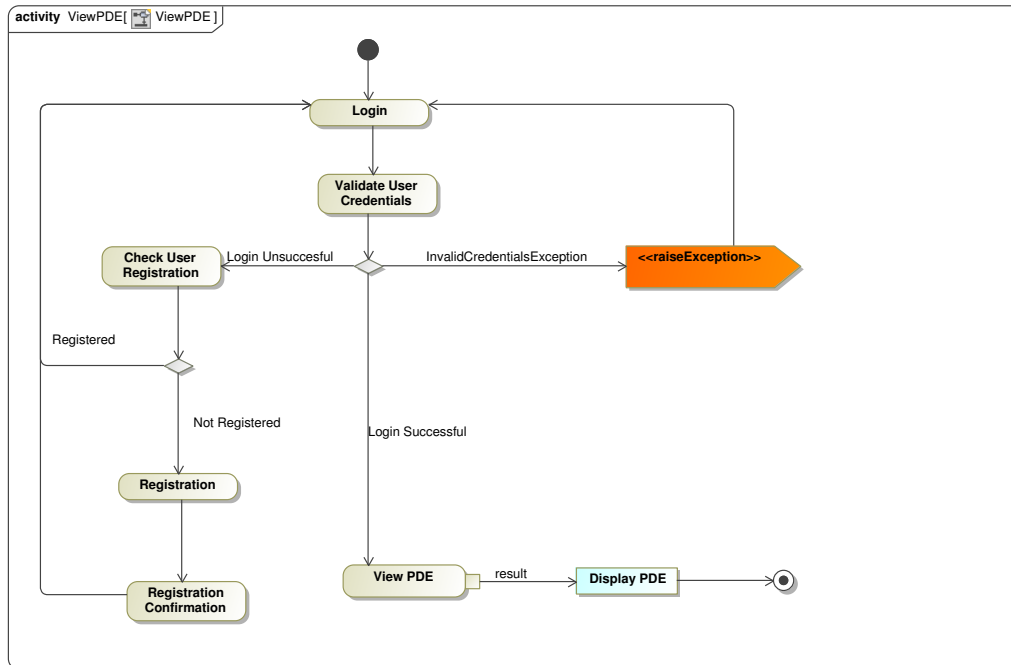 activity ViewPDE[ ViewPDE ]
Login
Validate User
Credentials
Check User
Registration
Login Unsuccesful
InvalidCredentialsException
<<raiseException>>
Registered
Not Registered
Login Successful
Registration
View PDE
result
Display PDE
Registration
Confirmation